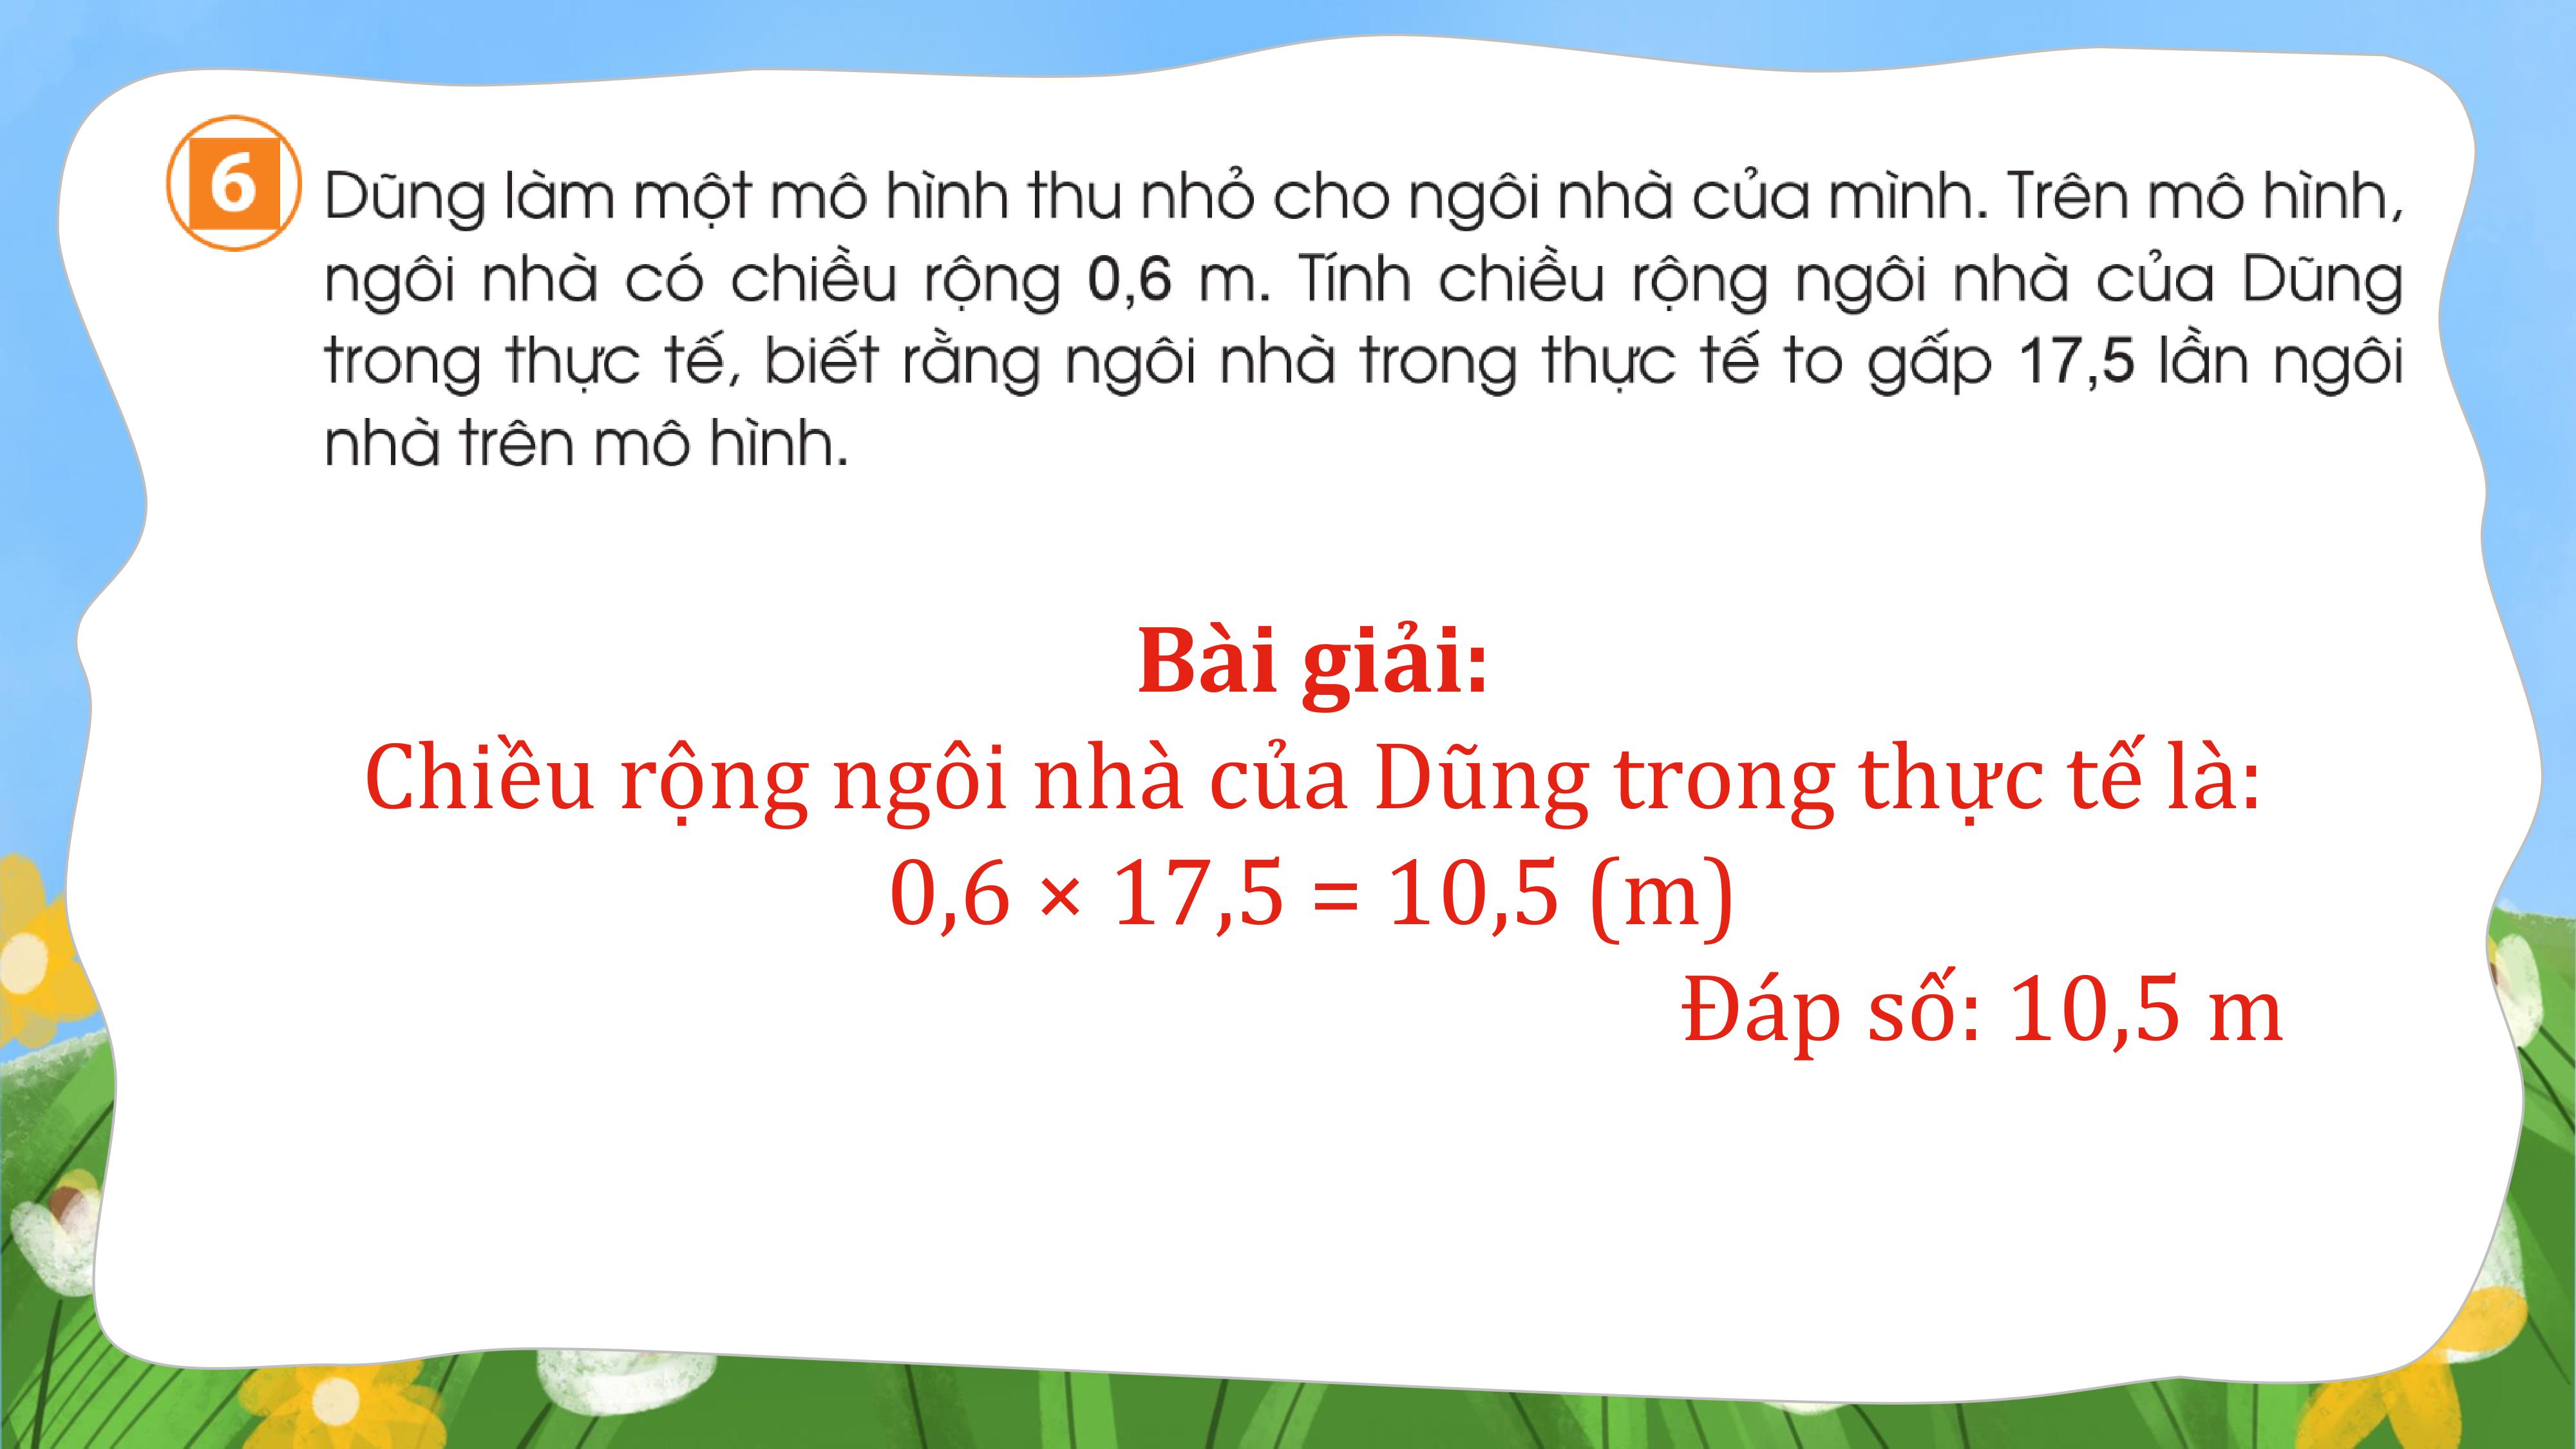 6
Dũng làm một mô hình thu nhỏ cho ngôi nhà của mình. Trên mô hình,
ngôi nhà có chiều rộng 0,6 m. Tính chiều rộng ngôi nhà của Dũng
trong thực tế, biết rằng ngôi nhà trong thực tế to gấp 17,5 lần ngôi
nhà trên mô hình.
Bài giải:
Chiều rộng ngôi nhà của Dũng trong thực tế là:
0,6 × 17,5 = 10,5 (m)
Đáp số: 10,5 m